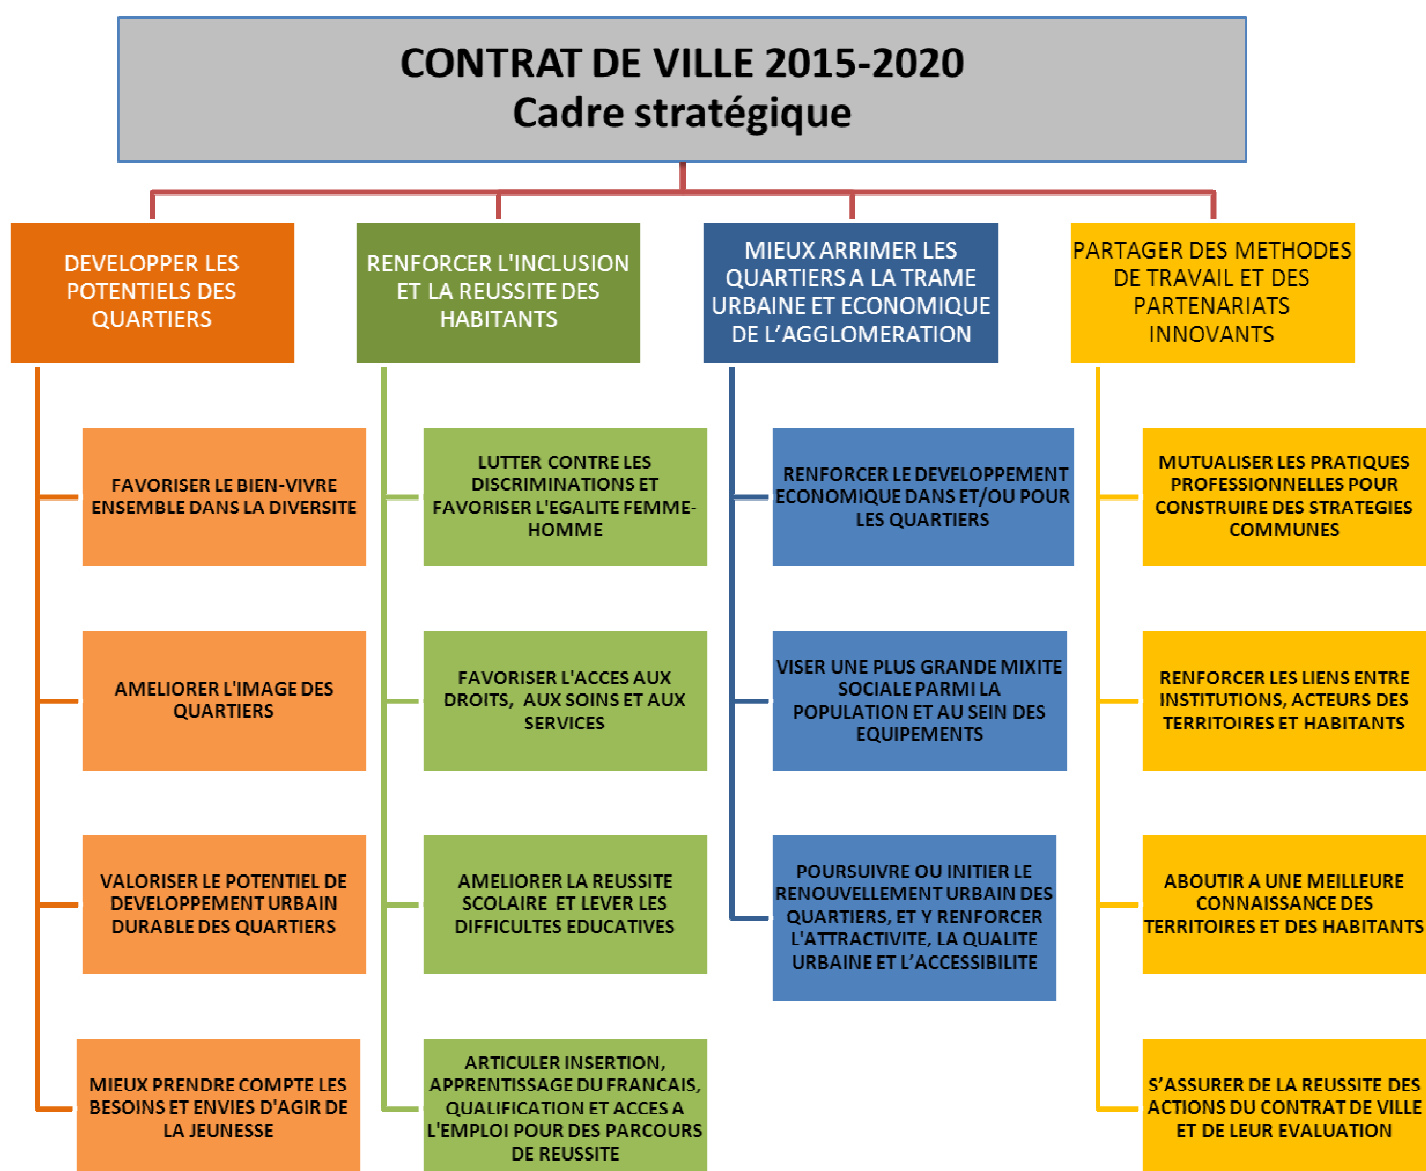 CONTRAT DE VILLE 2015-2020
Cadre stratégique
DEVELOPPER LES
POTENTIELS DES
QUARTIERS
FAVORISER LE BIEN-VIVRE
ENSEMBLE DANS LA DIVERSITE
AMELIORER L'IMAGE DES
QUARTIERS
VALORISER LE POTENTIEL DE
DEVELOPPEMENT URBAIN
DURABLE DES QUARTIERS
MIEUX PRENDRE COMPTE LES
BESOINS ET ENVIES D'AGIR DE
LA JEUNESSE
RENFORCER L'INCLUSION
ET LA REUSSITE DES
HABITANTS
LUTTER CONTRE LES
DISCRIMINATIONS ET
FAVORISER L'EGALITE FEMME-
HOMME
FAVORISER L'ACCES AUX
DROITS, AUX SOINS ET AUX
SERVICES
AMELIORER LA REUSSITE
SCOLAIRE ET LEVER LES
DIFFICULTES EDUCATIVES
ARTICULER INSERTION,
APPRENTISSAGE DU FRANCAIS,
QUALIFICATION ET ACCES A
L'EMPLOI POUR DES PARCOURS
DE REUSSITE
MIEUX ARRIMER LES
QUARTIERS A LA TRAME
URBAINE ET ECONOMIQUE
DE L’AGGLOMERATION
RENFORCER LE DEVELOPPEMENT
ECONOMIQUE DANS ET/OU POUR
LES QUARTIERS
VISER UNE PLUS GRANDE MIXITE
SOCIALE PARMI LA
POPULATION ET AU SEIN DES
EQUIPEMENTS
POURSUIVRE OU INITIER LE
RENOUVELLEMENT URBAIN DES
QUARTIERS, ET Y RENFORCER
L'ATTRACTIVITE, LA QUALITE
URBAINE ET L’ACCESSIBILITE
PARTAGER DES METHODES
DE TRAVAIL ET DES
PARTENARIATS
INNOVANTS
MUTUALISER LES PRATIQUES
PROFESSIONNELLES POUR
CONSTRUIRE DES STRATEGIES
COMMUNES
RENFORCER LES LIENS ENTRE
INSTITUTIONS, ACTEURS DES
TERRITOIRES ET HABITANTS
ABOUTIR A UNE MEILLEURE
CONNAISSANCE DES
TERRITOIRES ET DES HABITANTS
S’ASSURER DE LA REUSSITE DES
ACTIONS DU CONTRAT DE VILLE
ET DE LEUR EVALUATION